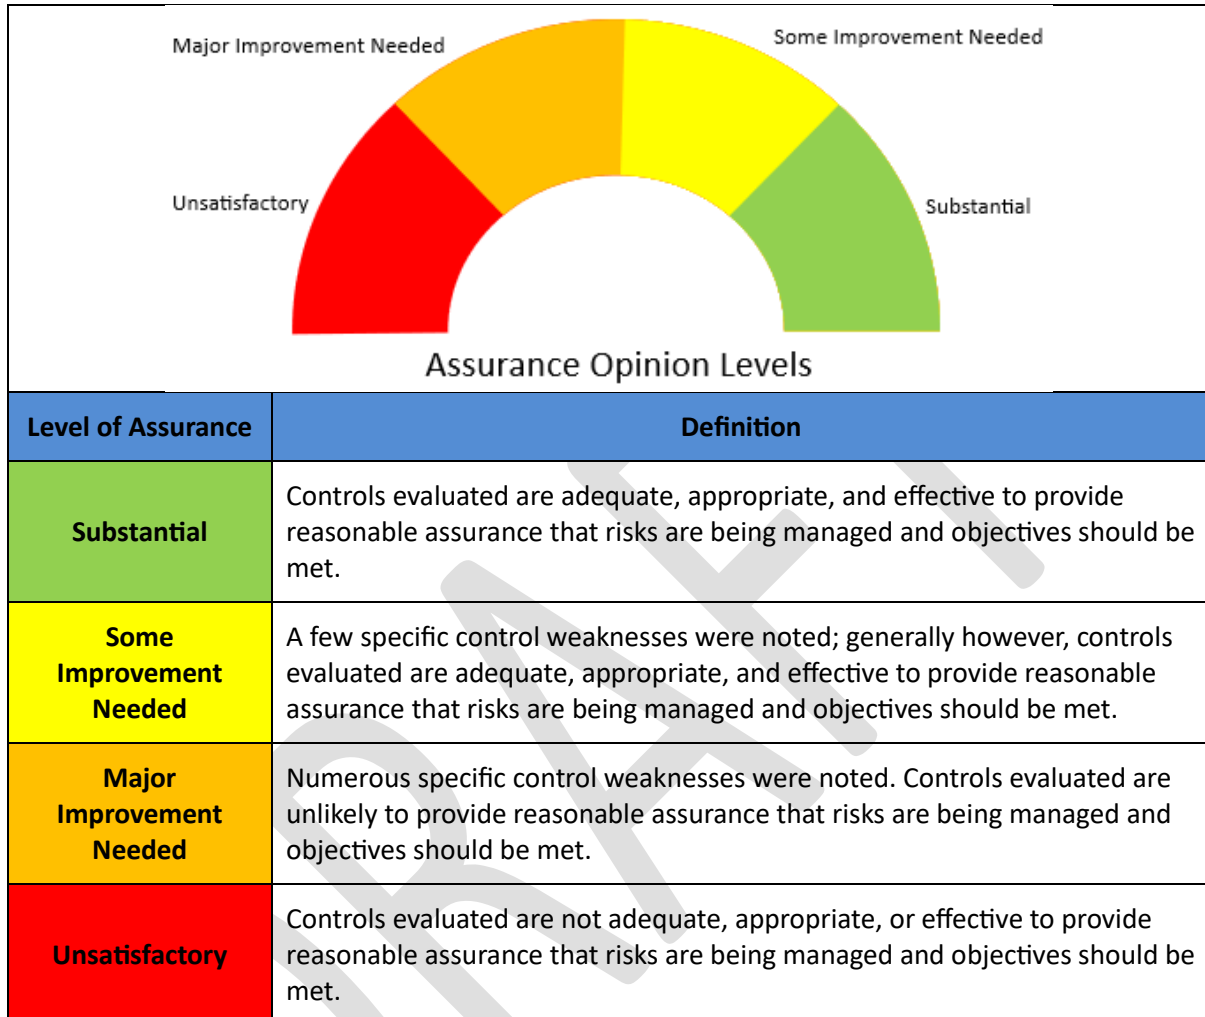 Major Improvement Needed
Some Improvement Needed
Unsatisfactory
Substantial
Assurance Opinion Levels
Level of Assurance
Definition
Substantial
Controls evaluated are adequate, appropriate, and effective to provide
reasonable assurance that risks are being managed and objectives should be
met.
Some
Improvement
Needed
A few specific control weaknesses were noted; generally however, controls
evaluated are adequate, appropriate, and effective to provide reasonable
assurance that risks are being managed and objectives should be met.
Major
Improvement
Needed
Numerous specific control weaknesses were noted. Controls evaluated are
unlikely to provide reasonable assurance that risks are being managed and
objectives should be met.
Unsatisfactory
Controls evaluated are not adequate, appropriate, or effective to provide
reasonable assurance that risks are being managed and objectives should be
met.
DRAFT